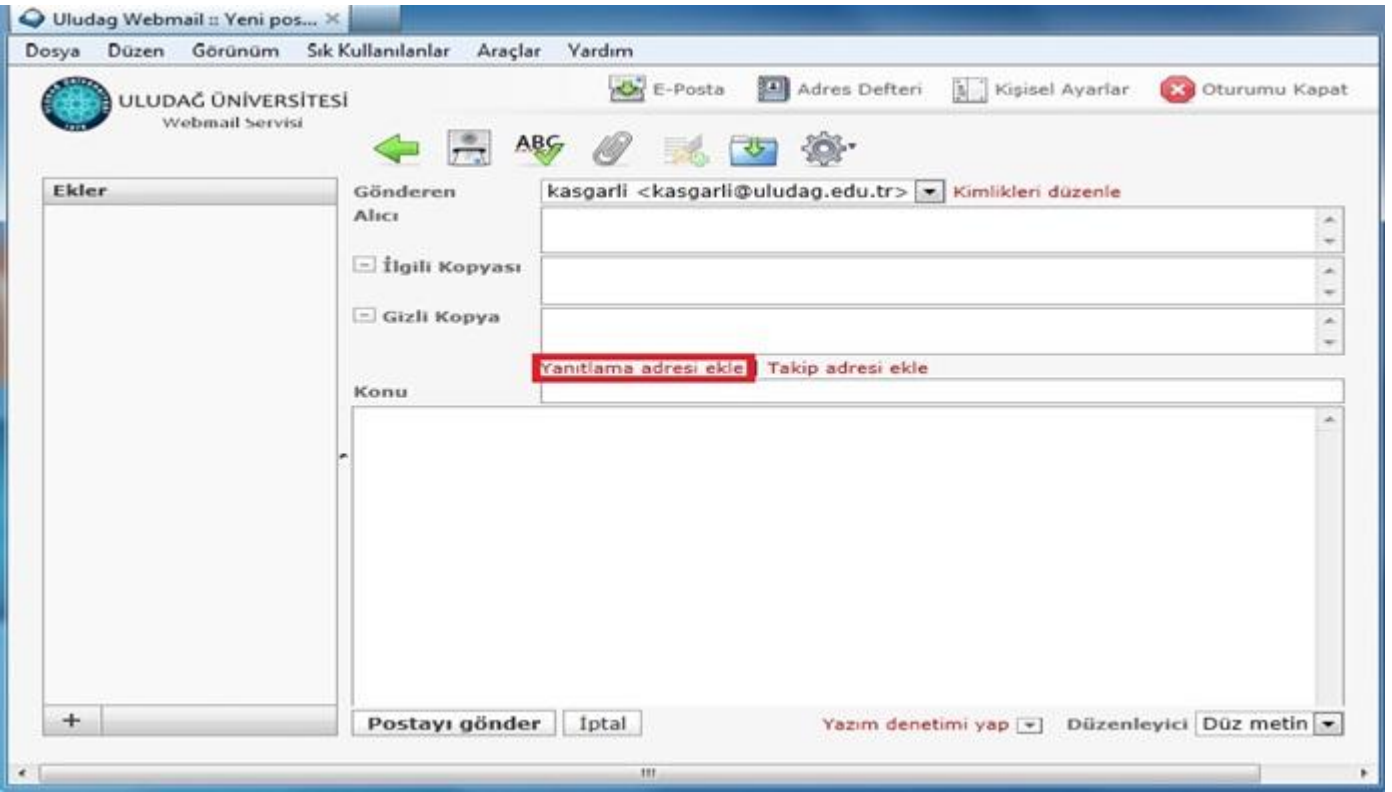 Uludag Webmail :: Yeni pos...
Dosya Düzen Görünüm Sık Kullanılanlar Araçlar Yardım
E-Posta Adres Defteri Kişisel Ayarlar Oturumu Kapat
ULUDAĞ ÜNİVERSİTESİ
Webmail Servisi
ABC
Ekler
Gönderen kasgarli <kasgarli@uludag.edu.tr> Kimlikleri düzenle
Alıcı
İlgili Kopyası
Gizli Kopya
Yanıtlama adresi ekle Takip adresi ekle
Konu
+
Postayı gönder İptal Yazım denetimi yap Düzenleyici Düz metin